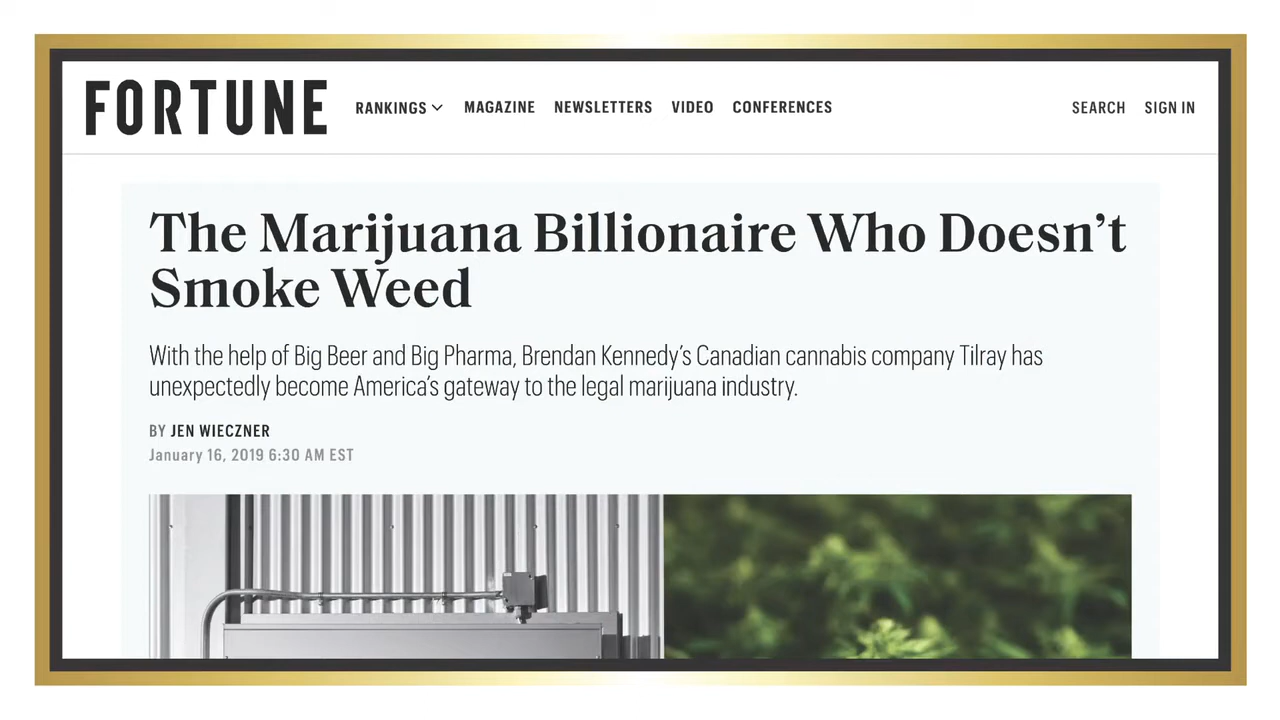 FORTUNE RANKINGS MAGAZINE NEWSLETTERS VIDEO CONFERENCES SEARCH SIGN IN
The Marijuana Billionaire Who Doesn’t
Smoke Weed
With the help of Big Beer and Big Pharma, Brendan Kennedy’s Canadian cannabis company Tilray has
unexpectedly become America’s gateway to the legal marijuana industry.
BY JEN WIECZNER
January 16, 2019 6:30 AM EST